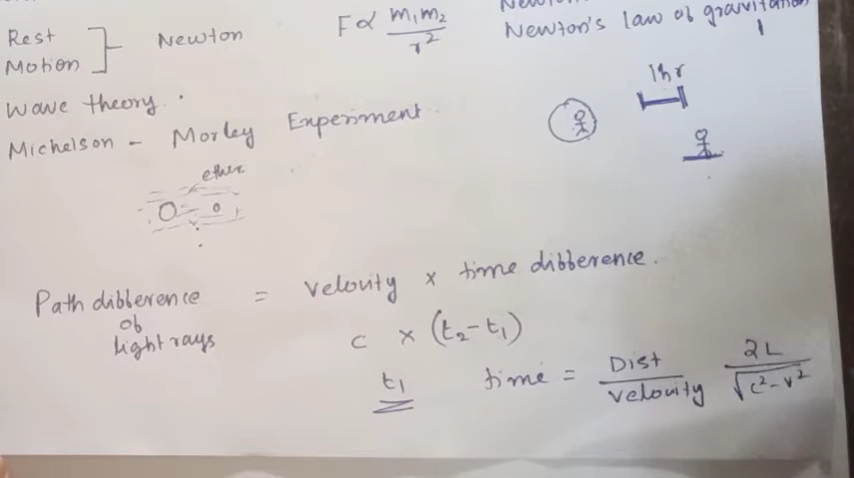 Rest
Motion
Newton
F ∝ m₁m₂ / r²
Newton's law of gravitation
1hr
wave theory.
Michelson - Morley Experiment.
ether
Path difference of light rays = velocity × time difference.
c × (t₂-t₁)
t₁
time = Dist / velocity 2L / √c²-v²